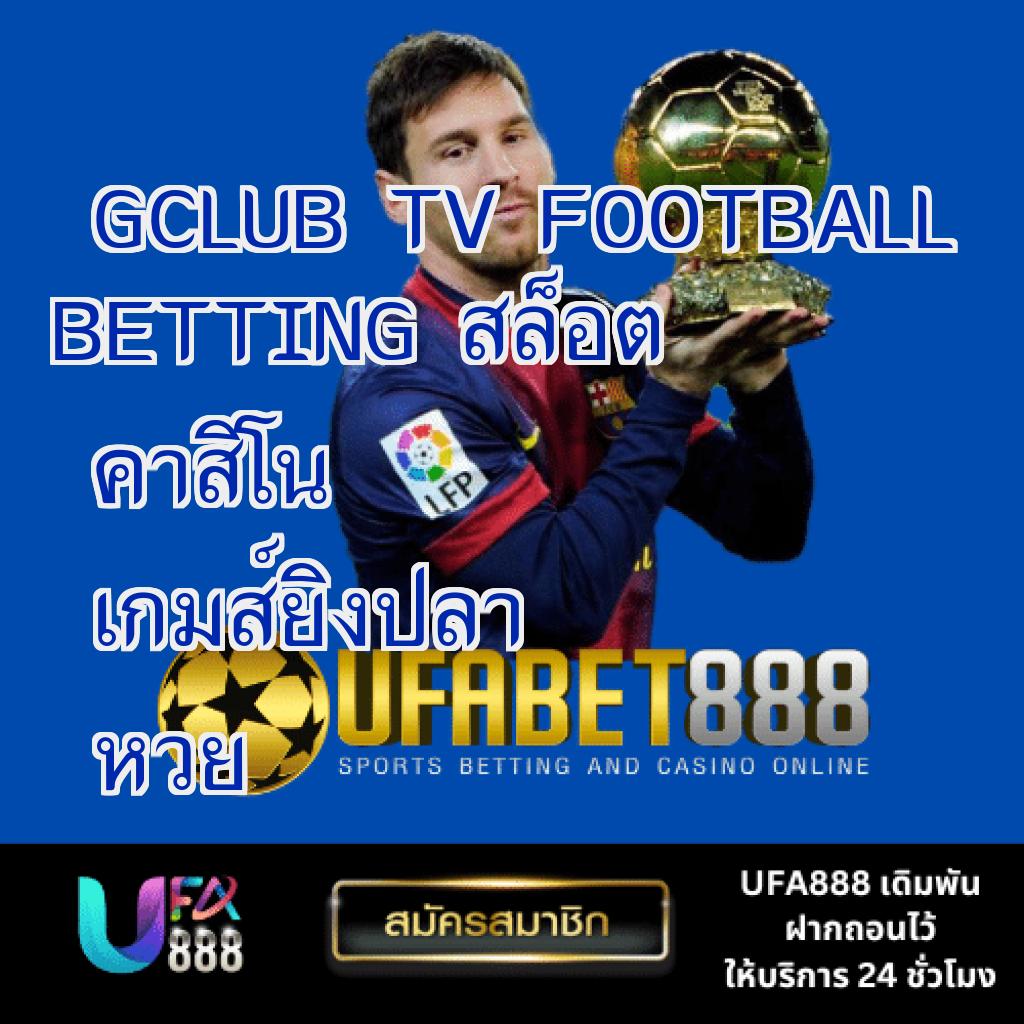 GCLUB TV FOOTBALL
BETTING สล็อต
คาสิโน
LFP
เกมส์ยิงปลา
UFABET888
SPORTS BETTING AND CASINO ONLINE
หวย
UFA
888
สมัครสมาชิก
UFA888 เดิมพัน
ฝากถอนไว้
ให้บริการ 24 ชั่วโมง